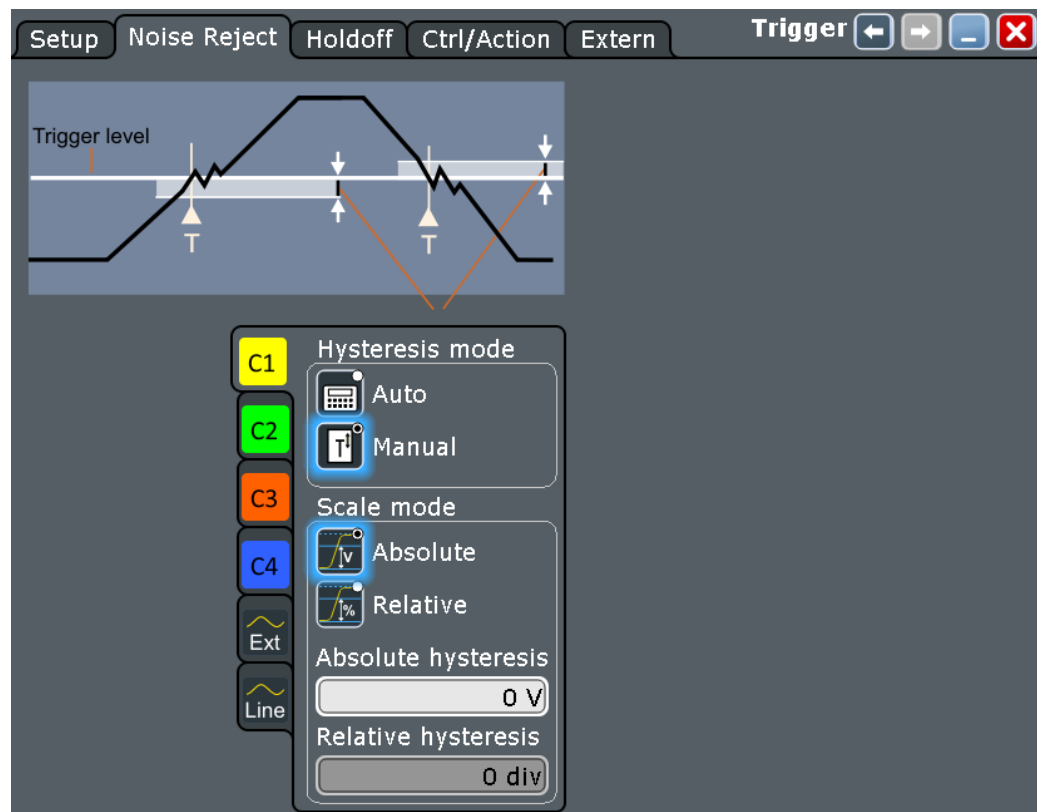 Setup Noise Reject Holdoff Ctrl/Action Extern Trigger
Trigger level
T T
C1
C2
C3
C4
Ext
Line
Hysteresis mode
Auto
T Manual
Scale mode
V Absolute
% Relative
Absolute hysteresis
0 V
Relative hysteresis
0 div